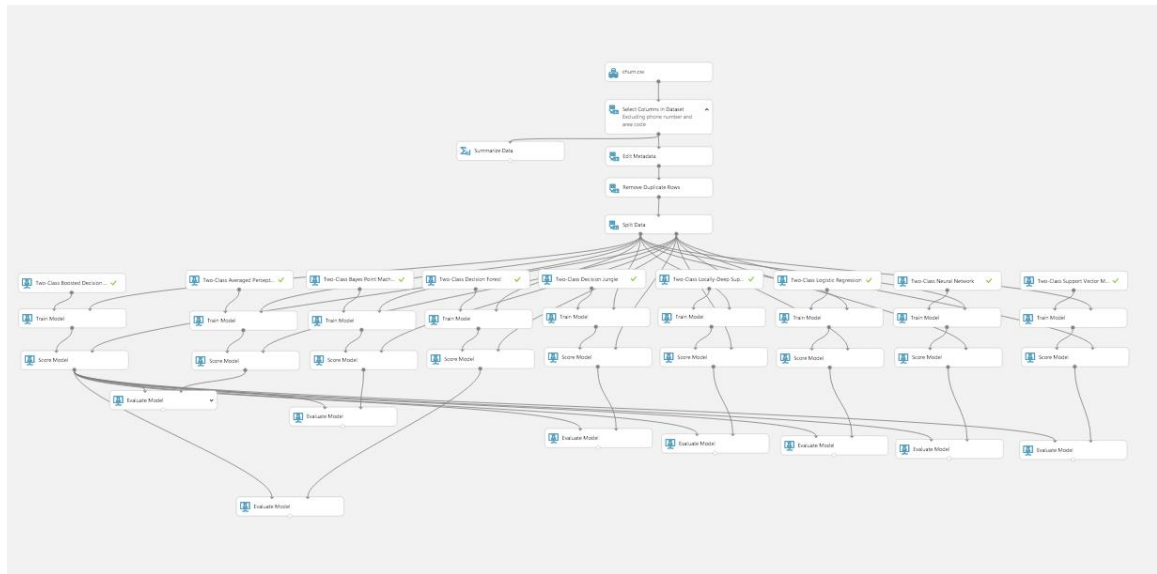 churn.csv
Select Columns in Dataset
Excluding phone number and
area code
Summarize Data
Edit Metadata
Remove Duplicate Rows
Split Data
Two-Class Boosted Decision...
Two-Class Averaged Percept...
Two-Class Bayes Point Mach...
Two-Class Decision Forest
Two-Class Decision Jungle
Two-Class Locally-Deep Sup...
Two-Class Logistic Regression
Two-Class Neural Network
Two-Class Support Vector M...
Train Model
Train Model
Train Model
Train Model
Train Model
Train Model
Train Model
Train Model
Train Model
Score Model
Score Model
Score Model
Score Model
Score Model
Score Model
Score Model
Score Model
Score Model
Evaluate Model
Evaluate Model
Evaluate Model
Evaluate Model
Evaluate Model
Evaluate Model
Evaluate Model
Evaluate Model